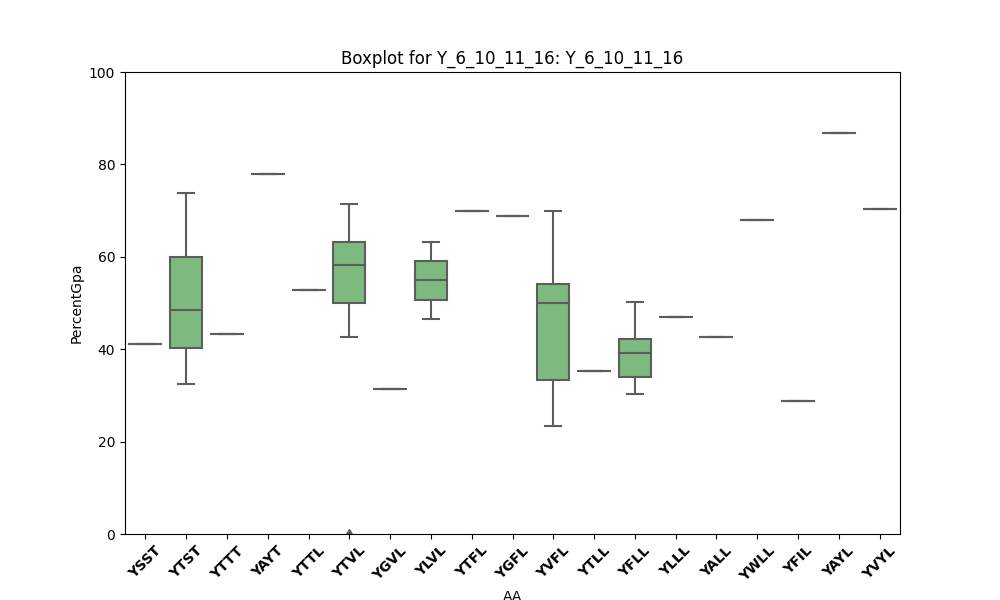 Boxplot for Y_6_10_11_16: Y_6_10_11_16
100
80
60
40
20
0
PercentGpa
YSST YTST YTTT YAYT YTTL YTVL YGVL YLVL YTFL YGFL YVFL YTLL YFLL YLLL YALL YWLL YFIL YAYL YVYL
AA